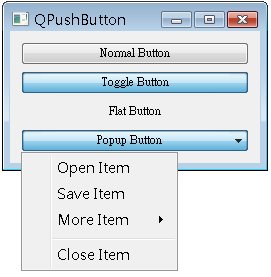 QPushButton
Normal Button
Toggle Button
Flat Button
Popup Button
Open Item
Save Item
More Item
Close Item